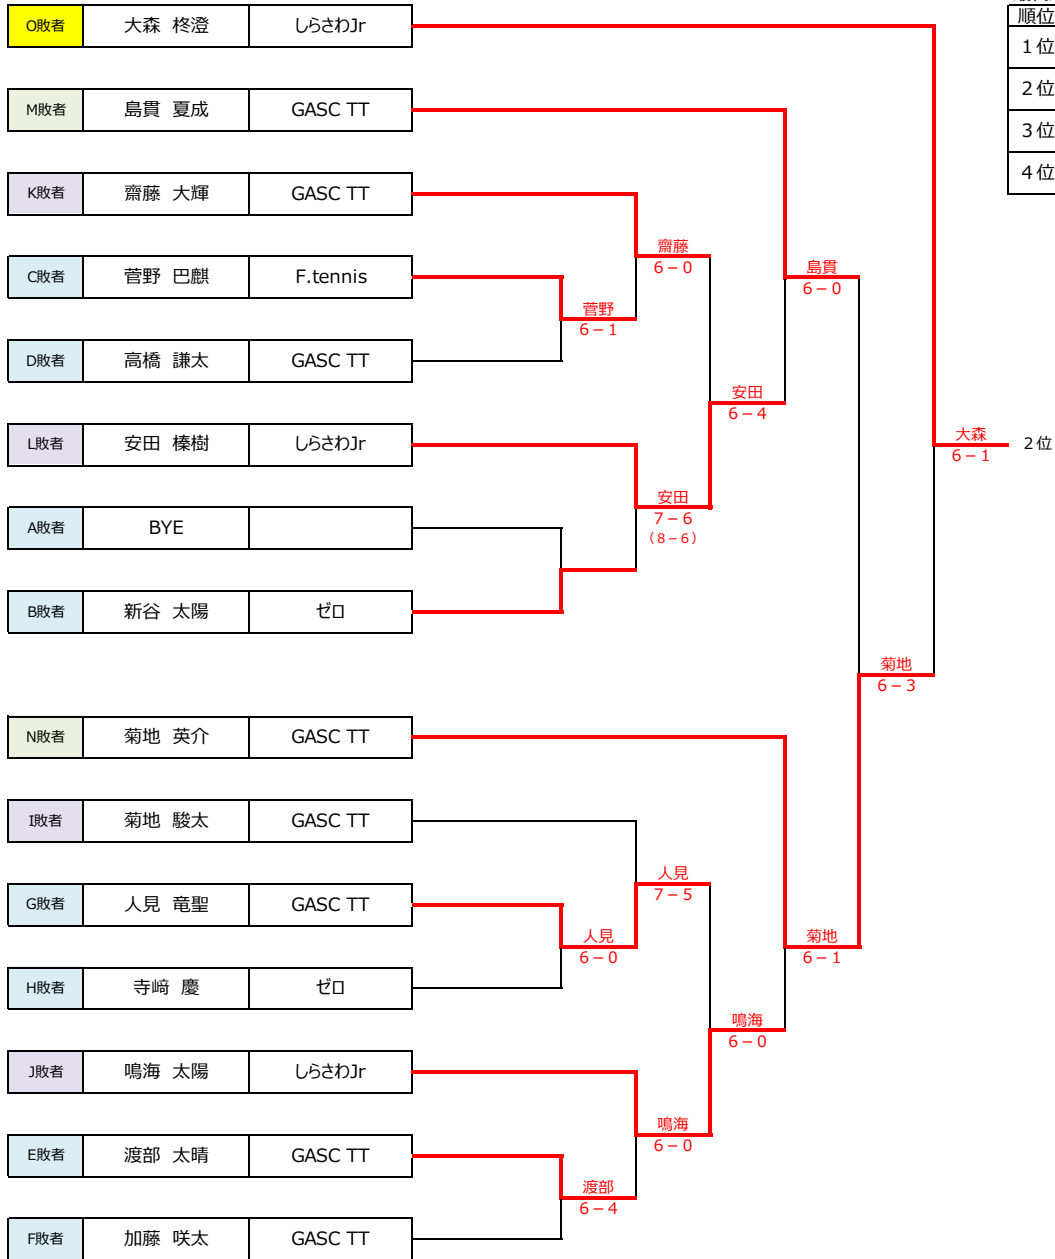 順位
1位
2位
3位
4位
O敗者 大森 柊澄 しらさわJr
M敗者 島貫 夏成 GASC TT
K敗者 齋藤 大輝 GASC TT
齋藤
6－0
C敗者 菅野 巴麒 F.tennis
島貫
6－0
菅野
6－1
D敗者 高橋 謙太 GASC TT
安田
6－4
L敗者 安田 榛樹 しらさわJr
大森
6－1
2位
安田
7－6
（8－6）
A敗者 BYE
B敗者 新谷 太陽 ゼロ
菊地
6－3
N敗者 菊地 英介 GASC TT
I敗者 菊地 駿太 GASC TT
人見
7－5
G敗者 人見 竜聖 GASC TT
人見
6－0
菊地
6－1
H敗者 寺﨑 慶 ゼロ
鳴海
6－0
J敗者 鳴海 太陽 しらさわJr
鳴海
6－0
E敗者 渡部 太晴 GASC TT
渡部
6－4
F敗者 加藤 咲太 GASC TT